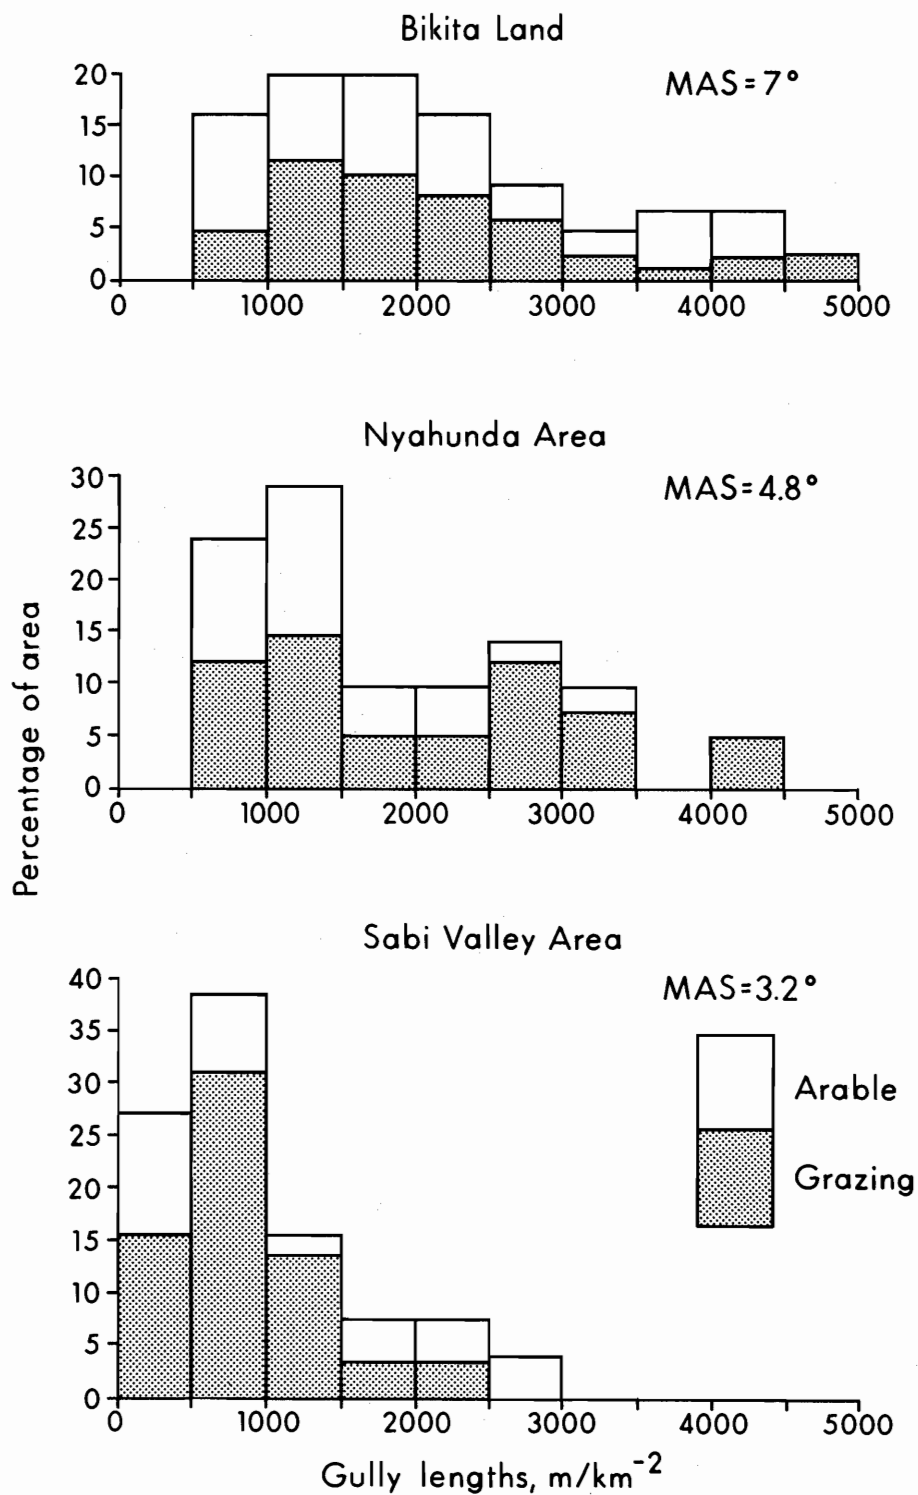 Bikita Land
MAS=7°
20
15
10
5
0
0 1000 2000 3000 4000 5000
Nyahunda Area
MAS=4.8°
30
25
20
15
10
5
0
0 1000 2000 3000 4000 5000
Percentage of area
Sabi Valley Area
MAS=3.2°
40
35
30
25
20
15
10
5
0
Arable
Grazing
0 1000 2000 3000 4000 5000
Gully lengths, m/km⁻²